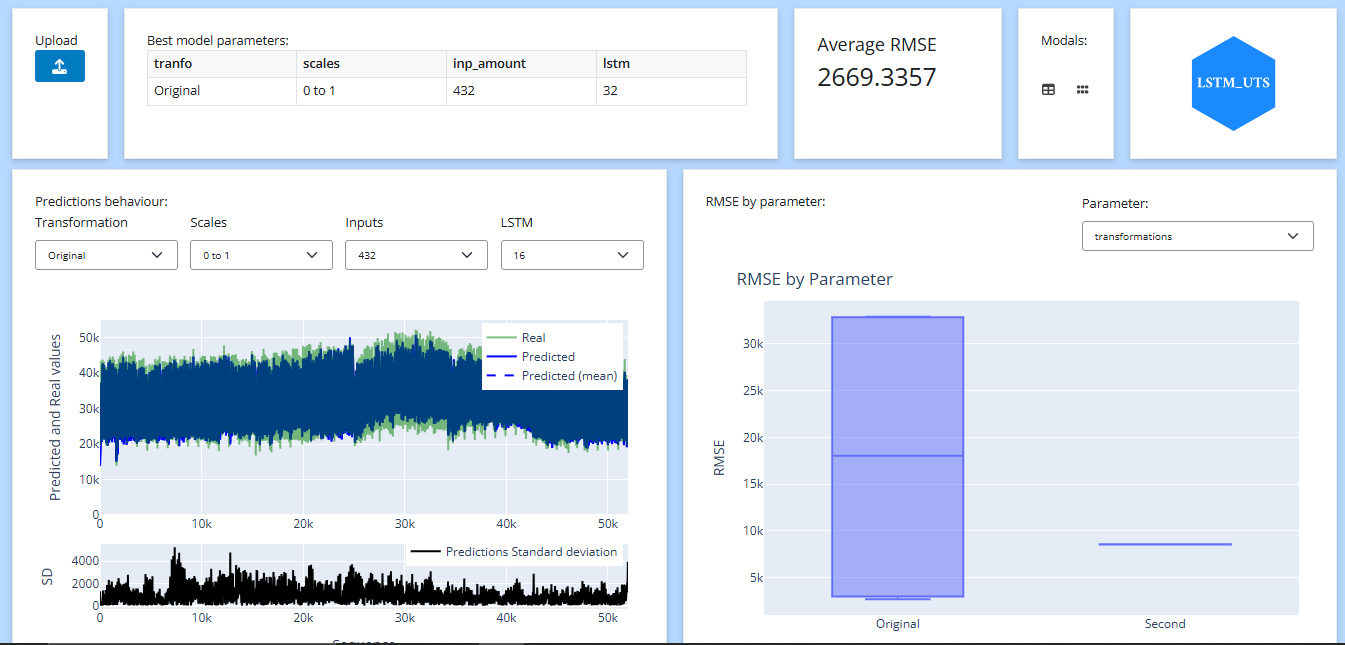 Upload
Best model parameters:
tranfo scales inp_amount lstm
Original 0 to 1 432 32
Average RMSE
2669.3357
Modals:
LSTM_UTS
Predictions behaviour:
Transformation Scales Inputs LSTM
Original 0 to 1 432 16
Real
Predicted
Predicted (mean)
Predicted and Real values
50k
40k
30k
20k
10k
0
0 10k 20k 30k 40k 50k
Predictions Standard deviation
SD
4000
2000
0
0 10k 20k 30k 40k 50k
Sequence
RMSE by parameter:
Parameter:
transformations
RMSE by Parameter
RMSE
30k
25k
20k
15k
10k
5k
Original Second